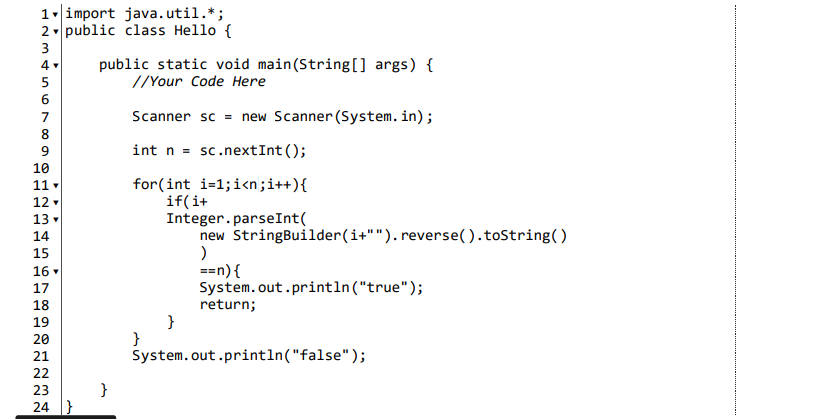 1 import java.util.*;
2 public class Hello {
3
4 public static void main(String[] args) {
5 //Your Code Here
6
7 Scanner sc = new Scanner(System.in);
8
9 int n = sc.nextInt();
10
11 for(int i=1;i<n;i++){
12 if(i+
13 Integer.parseInt(
14 new StringBuilder(i+"").reverse().toString()
15 )
16 ==n){
17 System.out.println("true");
18 return;
19 }
20 }
21 System.out.println("false");
22
23 }
24 }